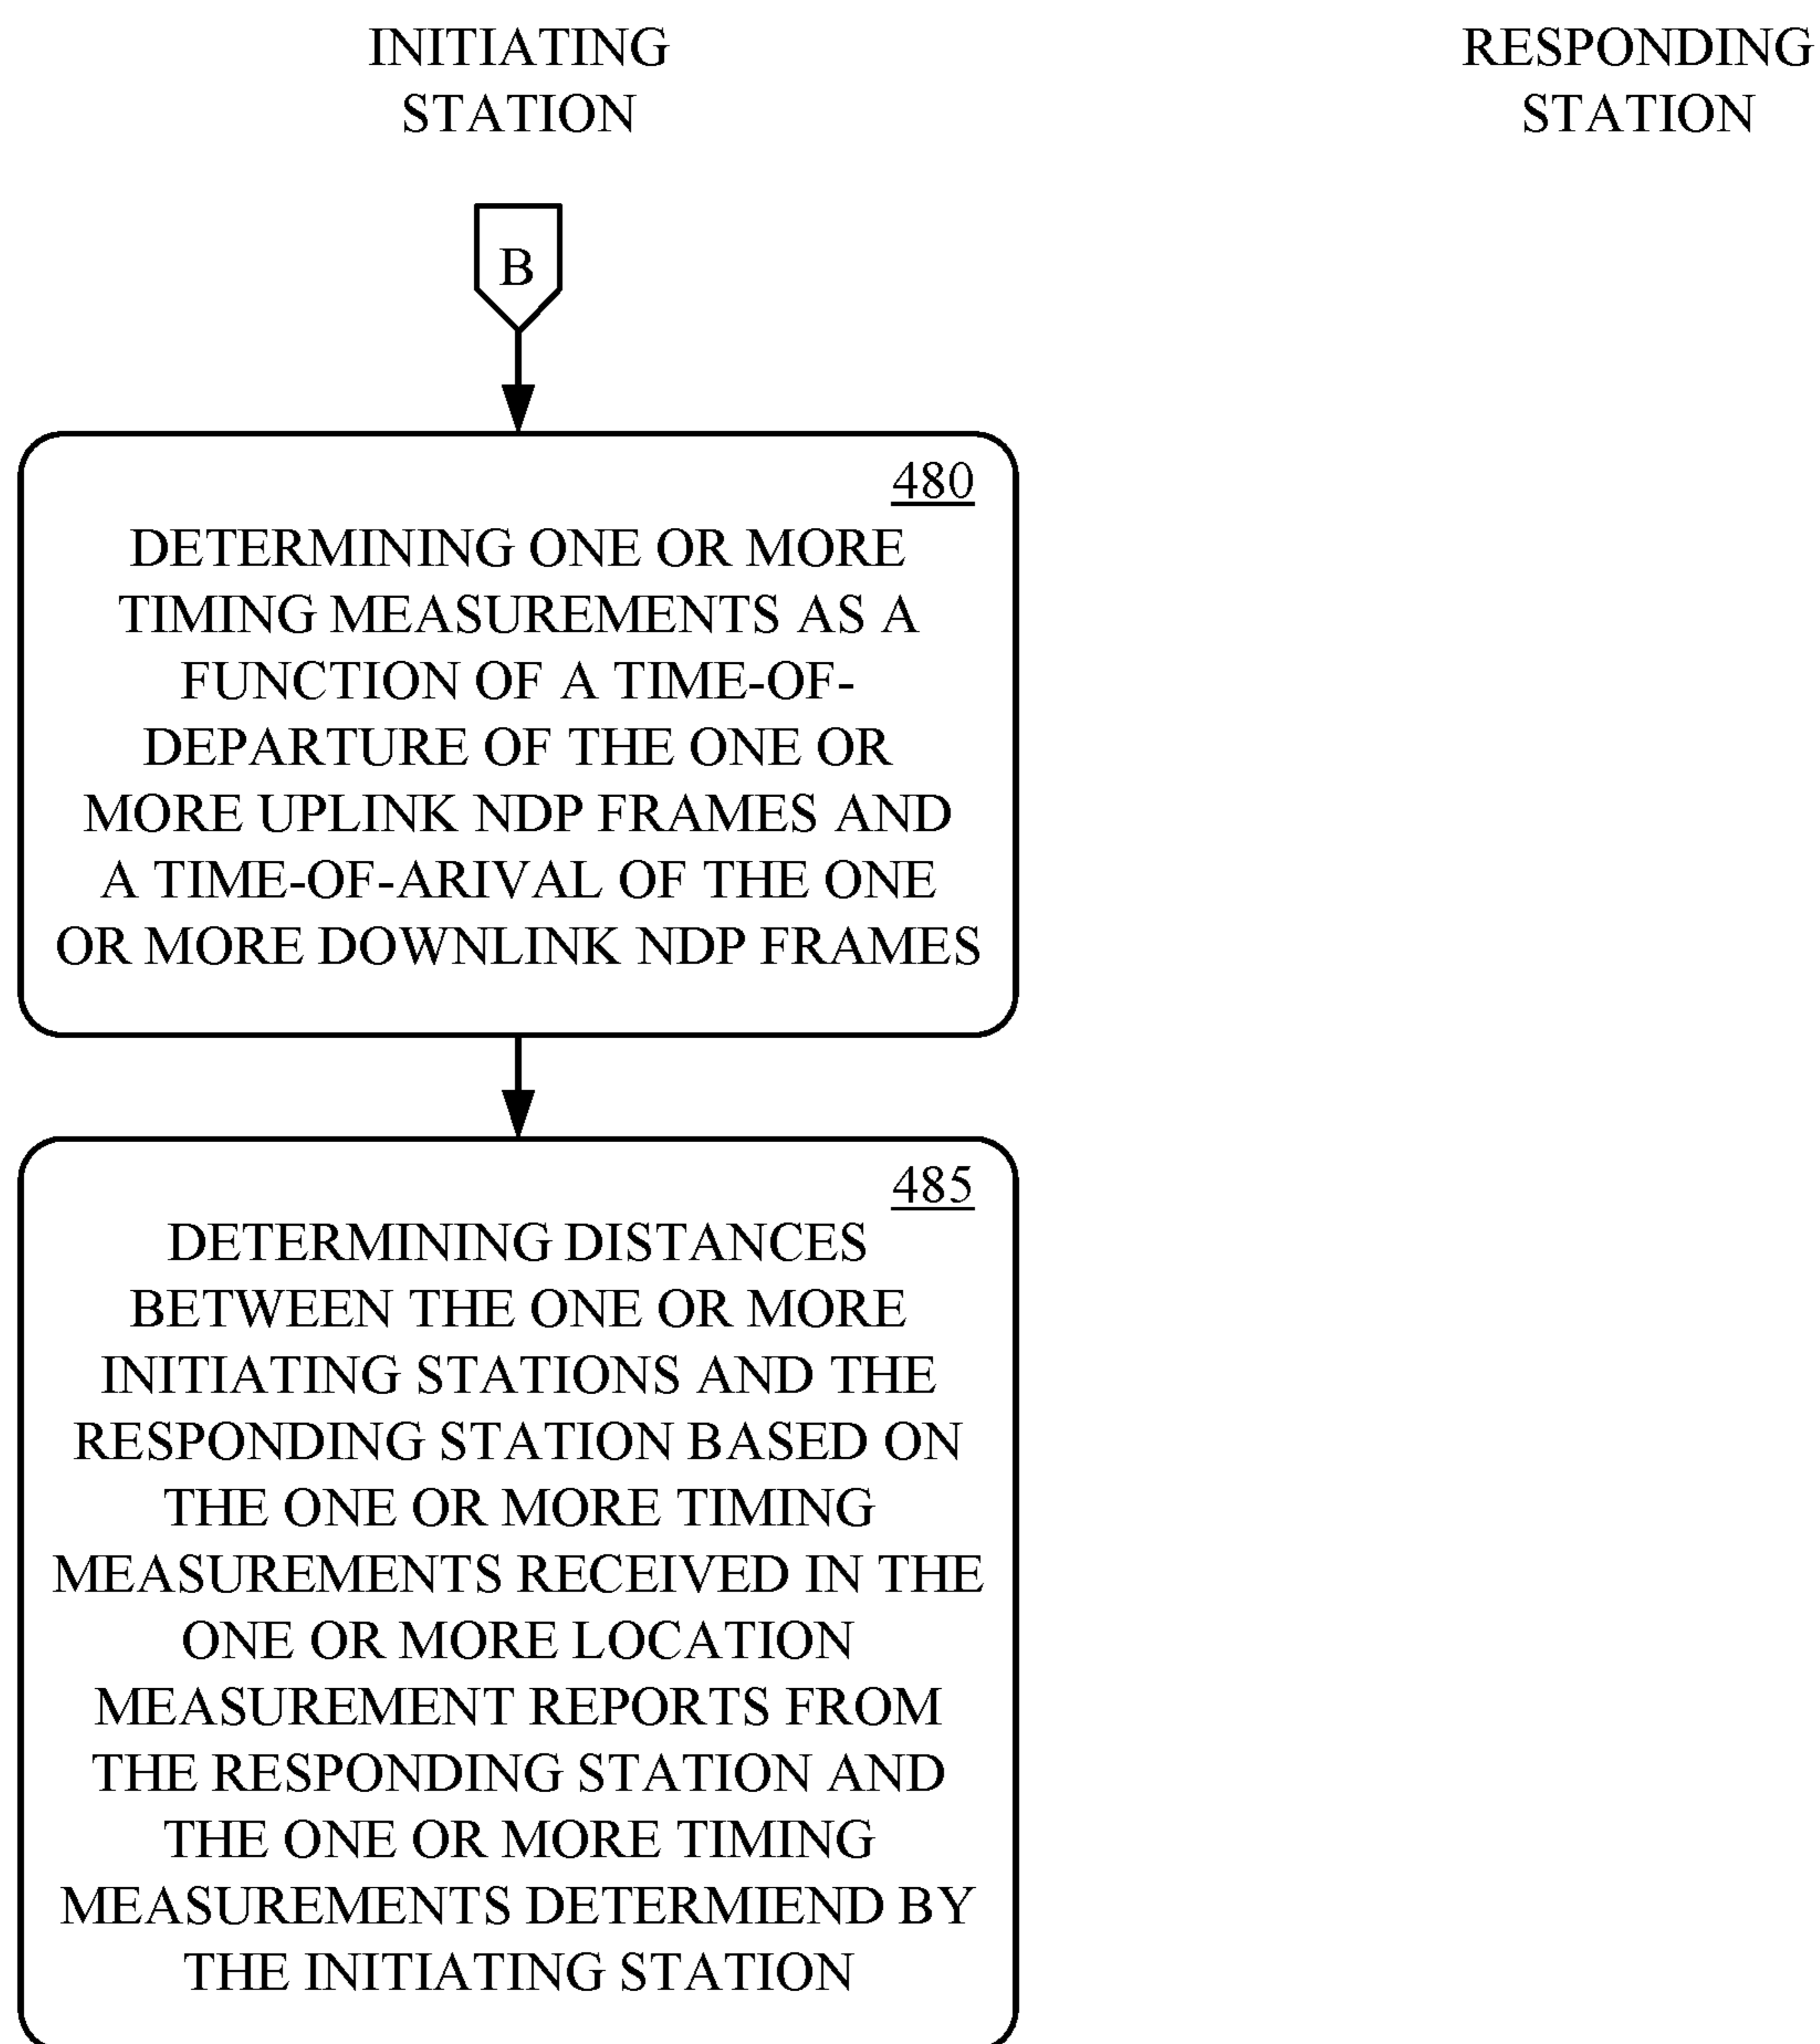 INITIATING
STATION
RESPONDING
STATION
B
480
DETERMINING ONE OR MORE
TIMING MEASUREMENTS AS A
FUNCTION OF A TIME-OF-
DEPARTURE OF THE ONE OR
MORE UPLINK NDP FRAMES AND
A TIME-OF-ARIVAL OF THE ONE
OR MORE DOWNLINK NDP FRAMES
485
DETERMINING DISTANCES
BETWEEN THE ONE OR MORE
INITIATING STATIONS AND THE
RESPONDING STATION BASED ON
THE ONE OR MORE TIMING
MEASUREMENTS RECEIVED IN THE
ONE OR MORE LOCATION
MEASUREMENT REPORTS FROM
THE RESPONDING STATION AND
THE ONE OR MORE TIMING
MEASUREMENTS DETERMIEND BY
THE INITIATING STATION